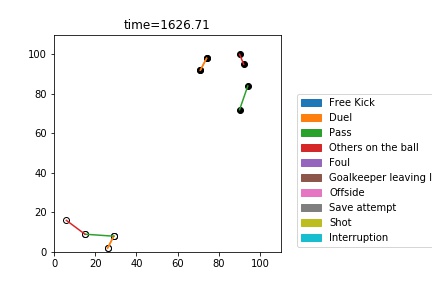 time=1626.71
100
80
60
40
20
0
0 20 40 60 80 100
Free Kick
Duel
Pass
Others on the ball
Foul
Goalkeeper leaving l
Offside
Save attempt
Shot
Interruption